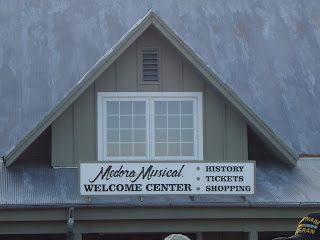 Medora Musical
WELCOME CENTER
• HISTORY
• TICKETS
• SHOPPING